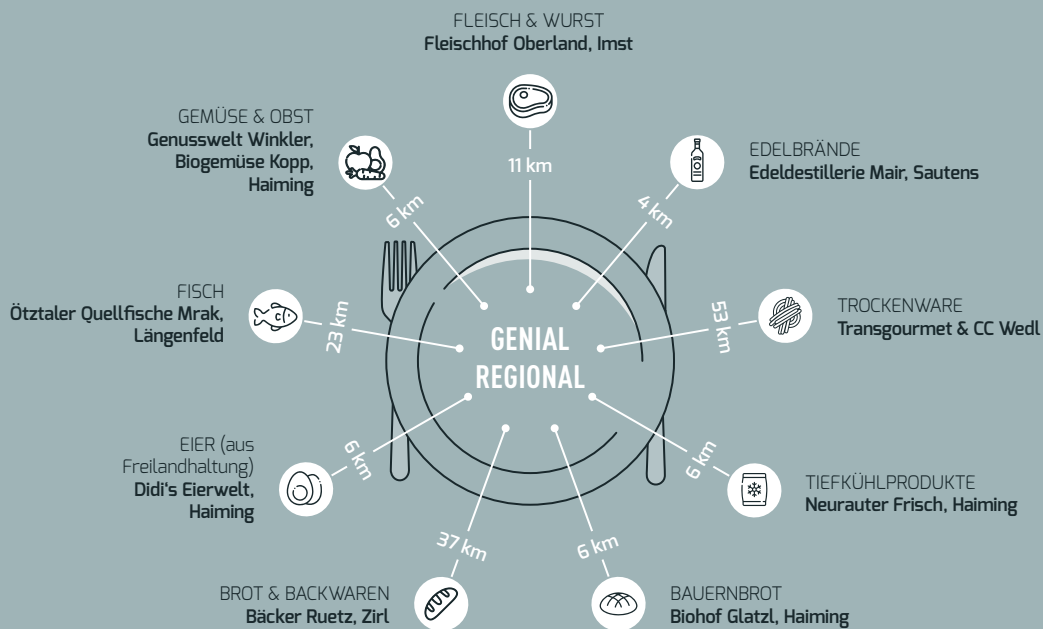 FLEISCH & WURST
Fleischhof Oberland, Imst
11 km
GEMÜSE & OBST
Genusswelt Winkler,
Biogemüse Kopp,
Haiming
6 km
EDELBRÄNDE
Edeldestillerie Mair, Sautens
4 km
FISCH
Ötztaler Quellfische Mrak,
Längenfeld
23 km
TROCKENWARE
Transgourmet & CC Wedl
53 km
GENIAL
REGIONAL
EIER (aus
Freilandhaltung)
Didi's Eierwelt,
Haiming
6 km
TIEFKÜHLPRODUKTE
Neurauter Frisch, Haiming
6 km
BROT & BACKWAREN
Bäcker Ruetz, Zirl
37 km
BAUERNBROT
Biohof Glatzl, Haiming
6 km